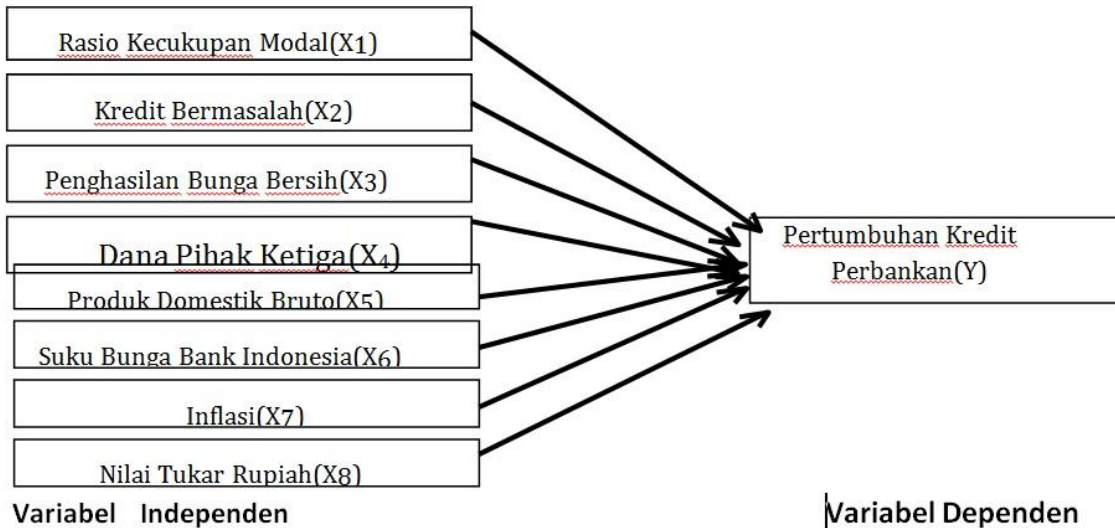 Rasio Kecukupan Modal(X1)
Kredit Bermasalah(X2)
Penghasilan Bunga Bersih(X3)
Dana Pihak Ketiga(X4)
Produk Domestik Bruto(X5)
Suku Bunga Bank Indonesia(X6)
Inflasi(X7)
Nilai Tukar Rupiah(X8)
Variabel Independen
Pertumbuhan Kredit
Perbankan(Y)
Variabel Dependen